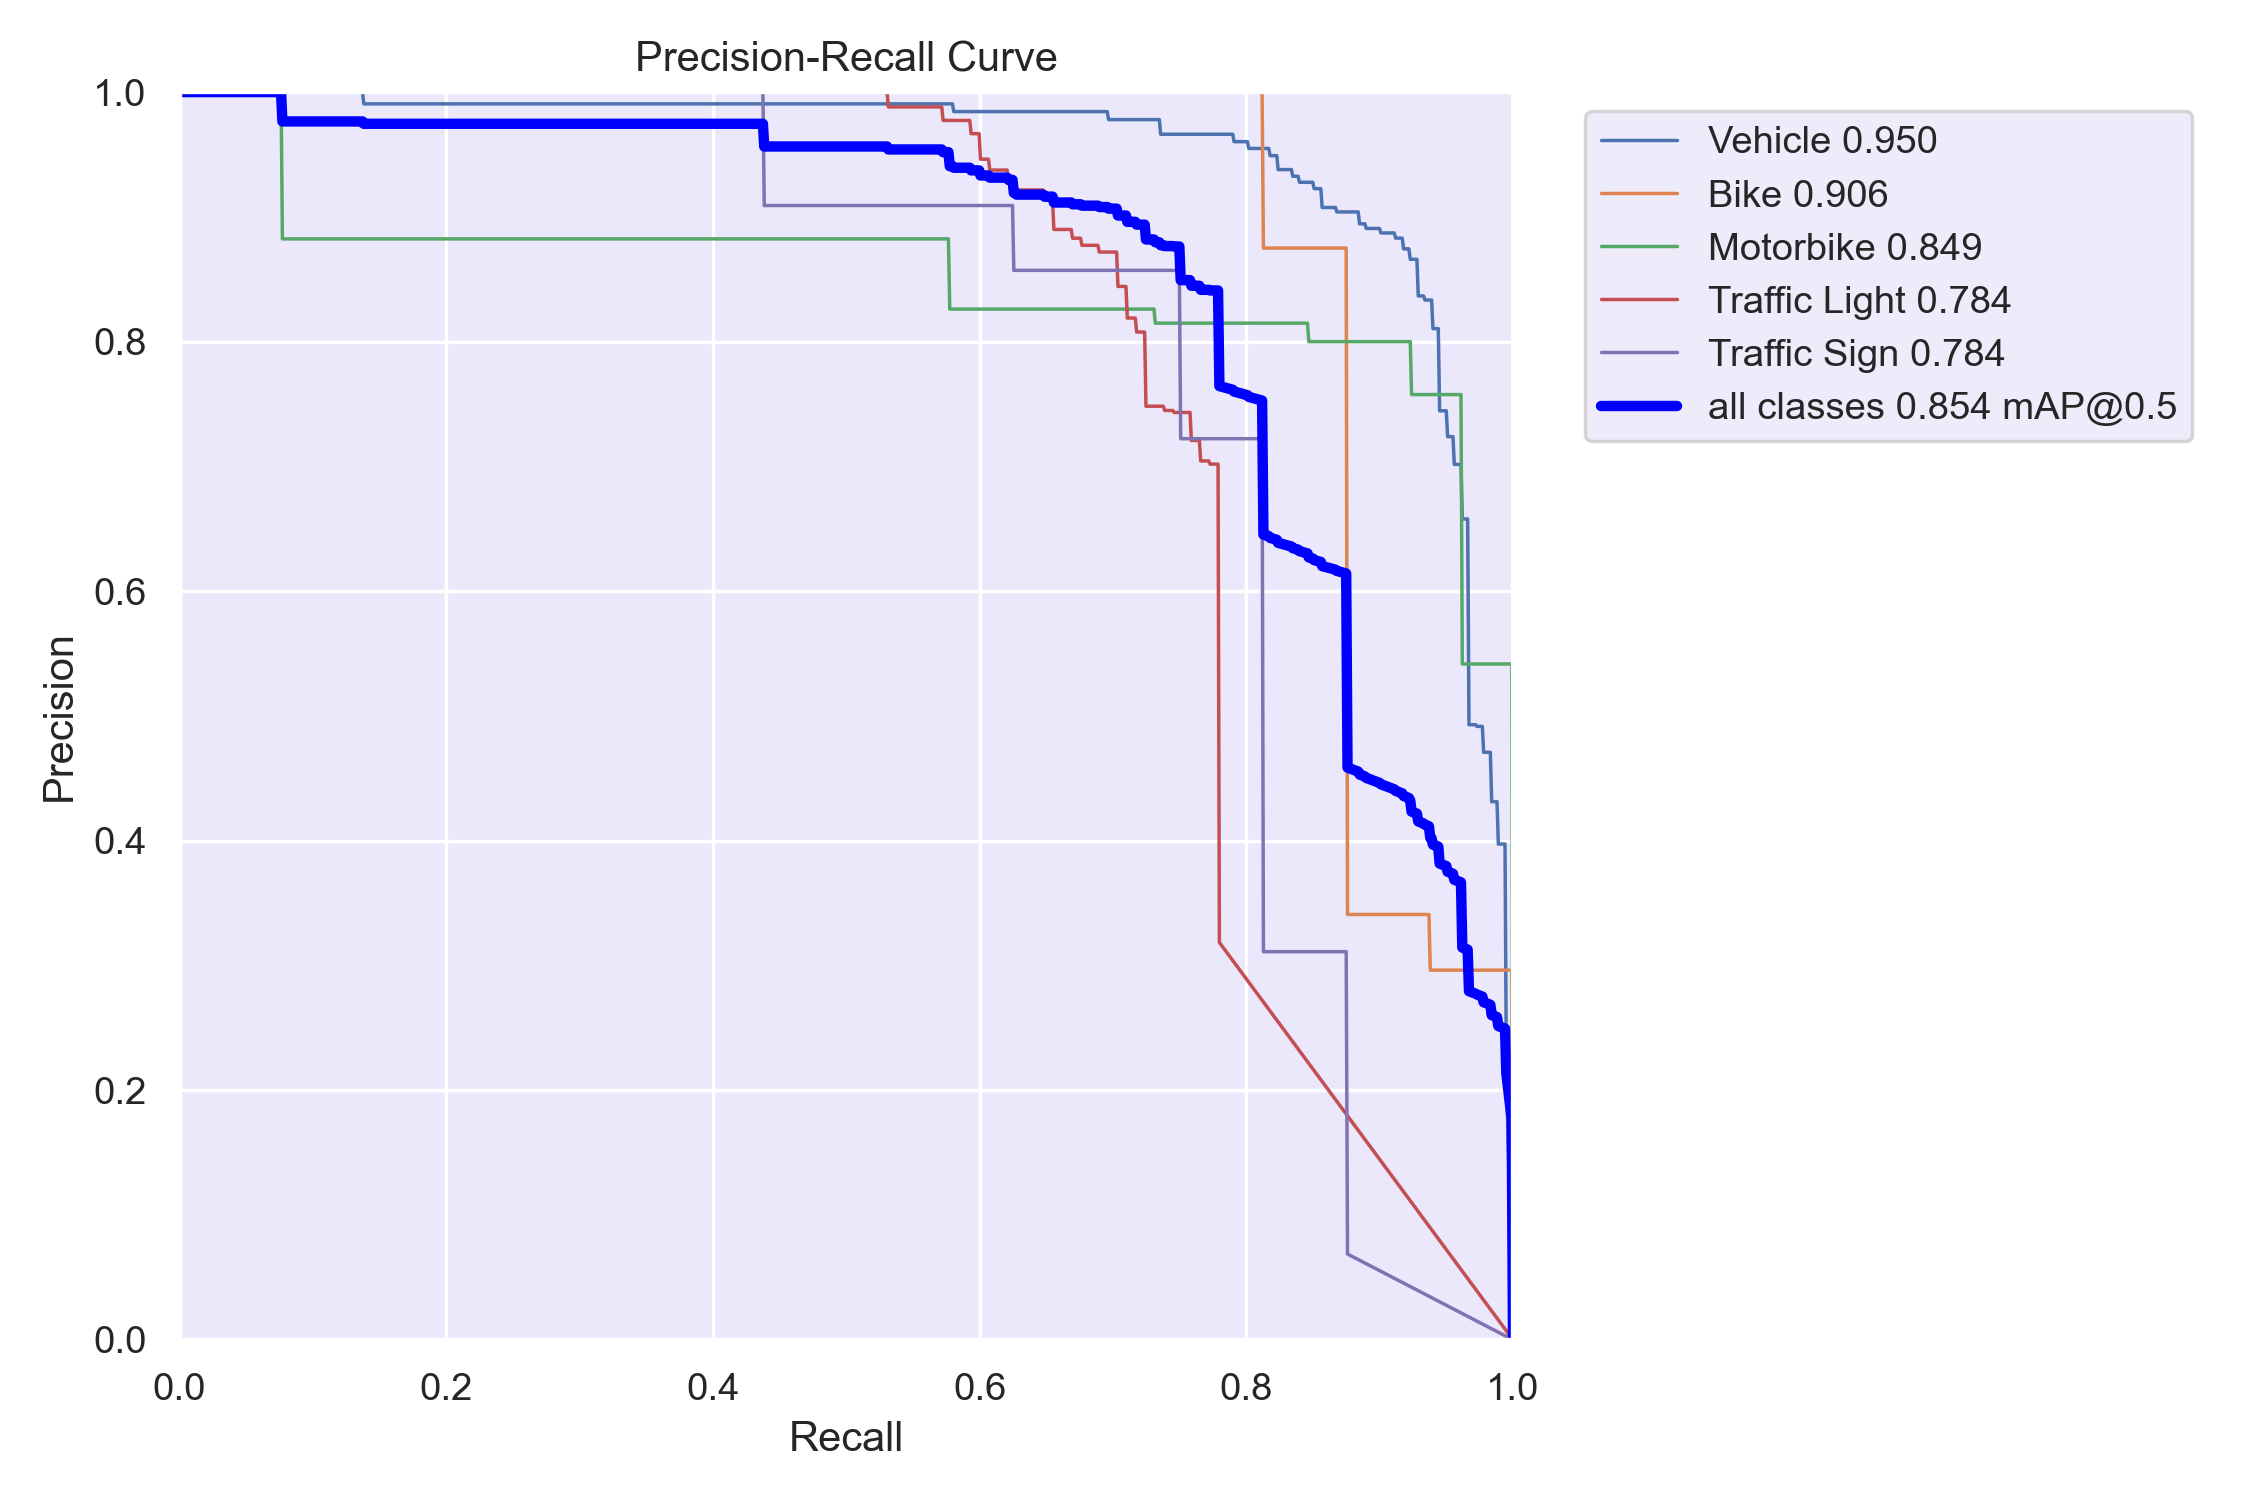 Precision-Recall Curve
1.0
0.8
0.6
0.4
0.2
0.0
Precision
0.0 0.2 0.4 0.6 0.8 1.0
Recall
Vehicle 0.950
Bike 0.906
Motorbike 0.849
Traffic Light 0.784
Traffic Sign 0.784
all classes 0.854 mAP@0.5